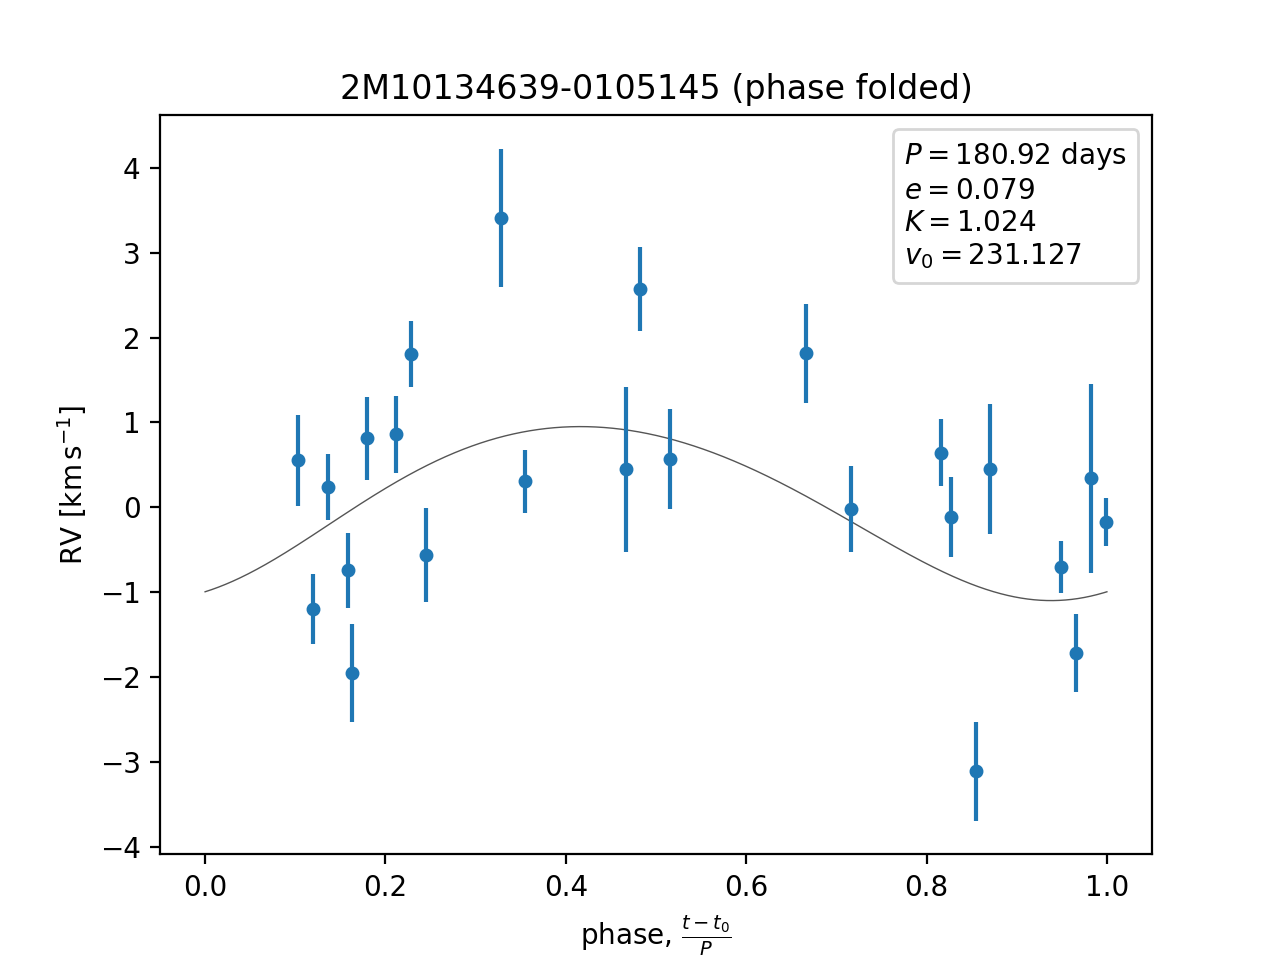 2M10134639-0105145 (phase folded)
P = 180.92 days
e = 0.079
K = 1.024
v₀ = 231.127
4
3
2
1
0
−1
−2
−3
−4
RV [km s⁻¹]
0.0 0.2 0.4 0.6 0.8 1.0
phase, (t − t₀)/P